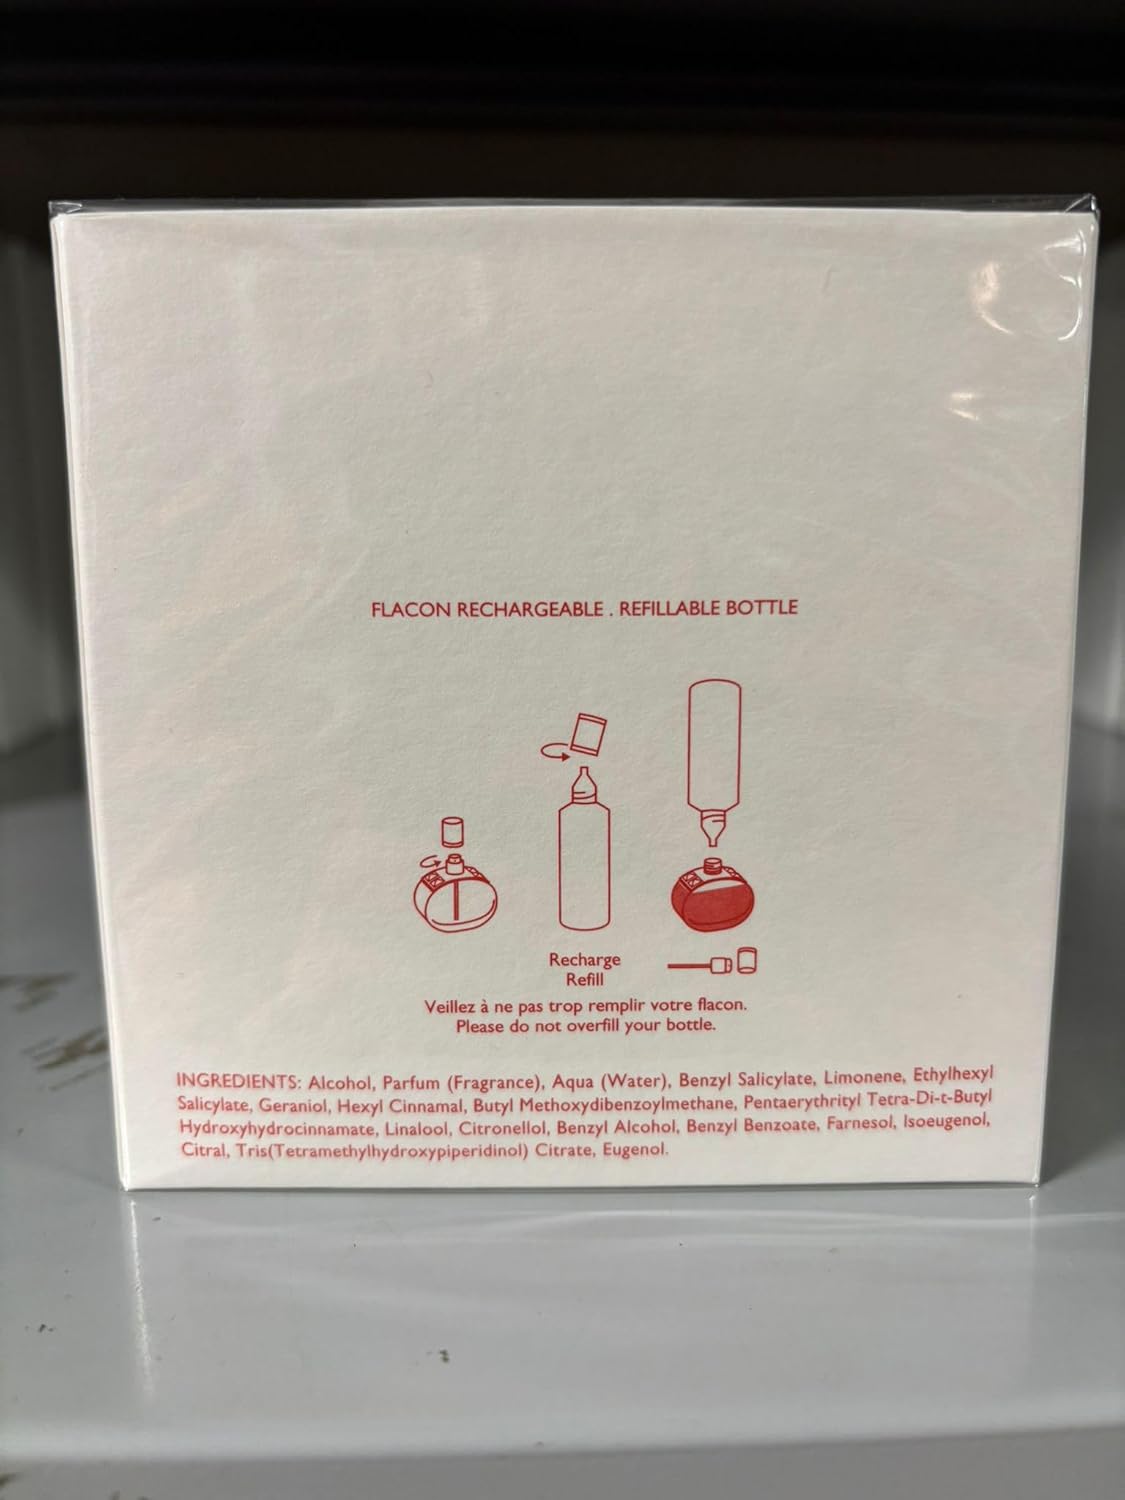 FLACON RECHARGEABLE . REFILLABLE BOTTLE
Recharge
Refill
Veillez à ne pas trop remplir votre flacon.
Please do not overfill your bottle.
INGREDIENTS: Alcohol, Parfum (Fragrance), Aqua (Water), Benzyl Salicylate, Limonene, Ethylhexyl
Salicylate, Geraniol, Hexyl Cinnamal, Butyl Methoxydibenzoylmethane, Pentaerythrityl Tetra-Di-t-Butyl
Hydroxyhydrocinnamate, Linalool, Citronellol, Benzyl Alcohol, Benzyl Benzoate, Farnesol, Isoeugenol,
Citral, Tris(Tetramethylhydroxypiperidinol) Citrate, Eugenol.